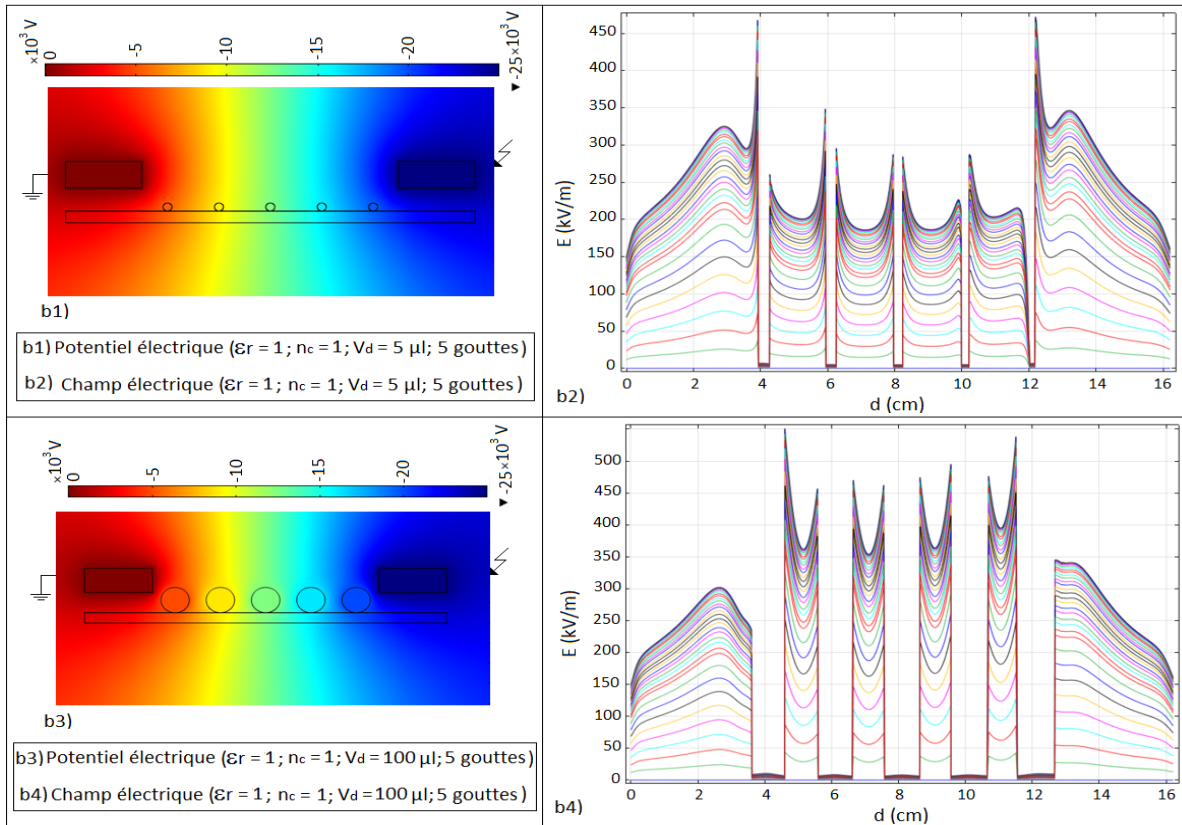 ×10³ V
0
-5
-10
-15
-20
▼-25×10³ V
b1)
b1) Potentiel électrique (εr = 1 ; nc = 1; Vd = 5 µl; 5 gouttes)
b2) Champ électrique (εr = 1 ; nc = 1; Vd = 5 µl; 5 gouttes)
E (kV/m)
450
400
350
300
250
200
150
100
50
0
0 2 4 6 8 10 12 14 16
b2)
d (cm)
×10³ V
0
-5
-10
-15
-20
▼-25×10³ V
b3)
b3) Potentiel électrique (εr = 1 ; nc = 1; Vd = 100 µl; 5 gouttes)
b4) Champ électrique (εr = 1 ; nc = 1; Vd = 100 µl; 5 gouttes)
E (kV/m)
500
450
400
350
300
250
200
150
100
50
0
0 2 4 6 8 10 12 14 16
b4)
d (cm)